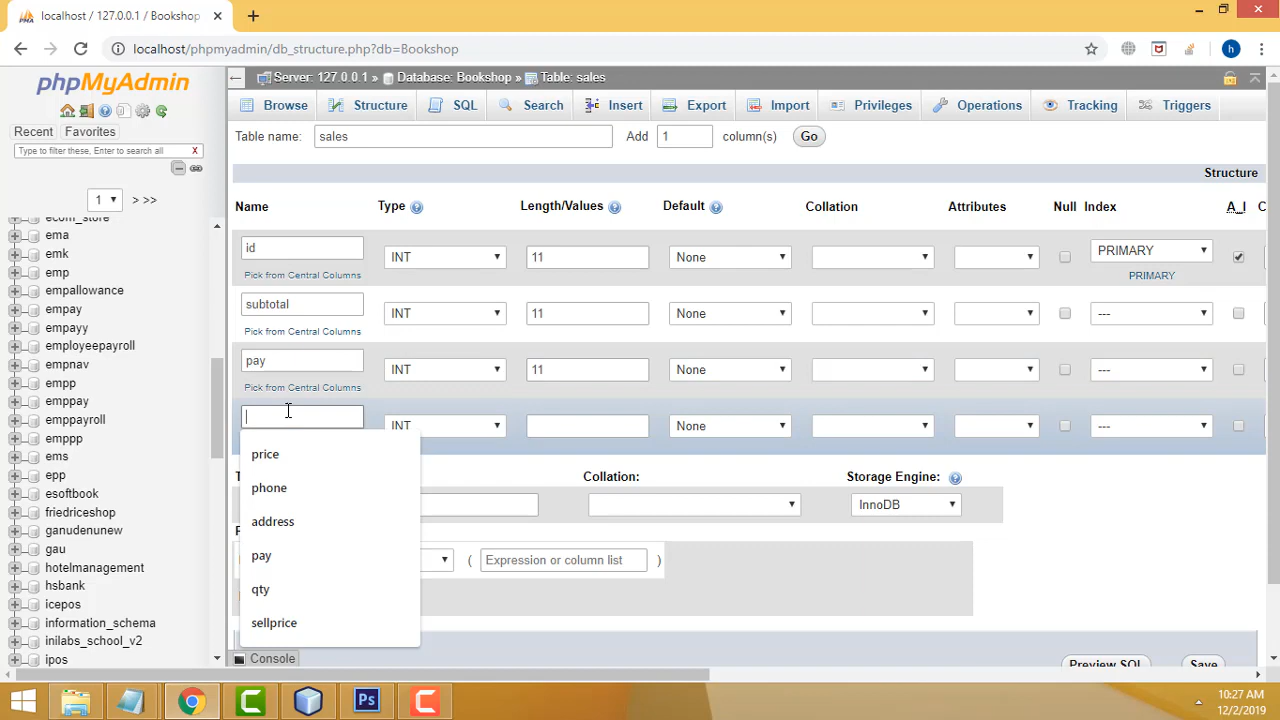 localhost / 127.0.0.1 / Bookshop
localhost/phpmyadmin/db_structure.php?db=Bookshop
h
phpMyAdmin
Recent Favorites
Type to filter these, Enter to search all X
1 > >>
ecom_store
ema
emk
emp
empallowance
empay
empayy
employeepayroll
empnav
empp
emppay
emppayroll
emppp
ems
epp
esoftbook
friedriceshop
ganudenunew
gau
hotelmanagement
hsbank
icepos
information_schema
inilabs_school_v2
ipos
Server: 127.0.0.1 » Database: Bookshop » Table: sales
Browse Structure SQL Search Insert Export Import Privileges Operations Tracking Triggers
Table name: sales Add 1 column(s) Go
Structure
Name Type Length/Values Default Collation Attributes Null Index A_I C
id INT 11 None PRIMARY
Pick from Central Columns PRIMARY
subtotal INT 11 None ---
Pick from Central Columns
pay INT 11 None ---
Pick from Central Columns
INT None ---
price
phone
address
pay
qty
sellprice
Collation: Storage Engine:
InnoDB
( Expression or column list )
Console
Preview SQL Save
Ps
10:27 AM
12/2/2019